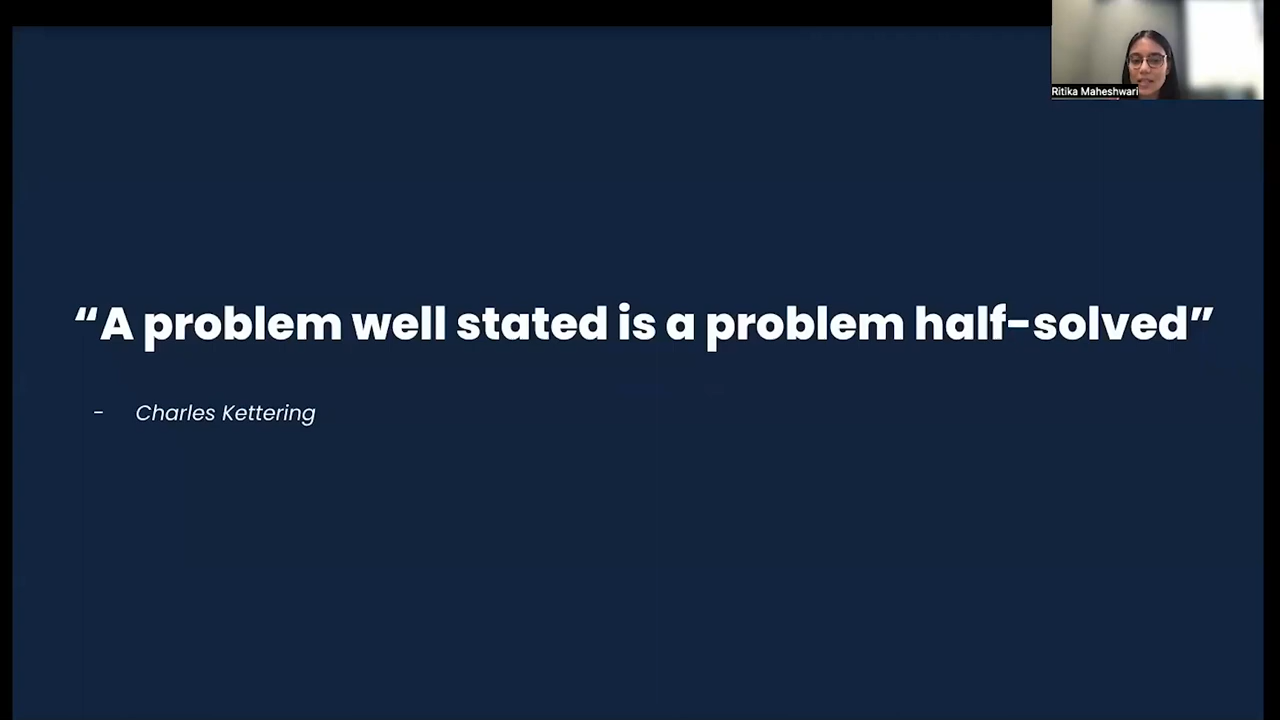 Ritika Maheshwari
“A problem well stated is a problem half-solved”
- Charles Kettering